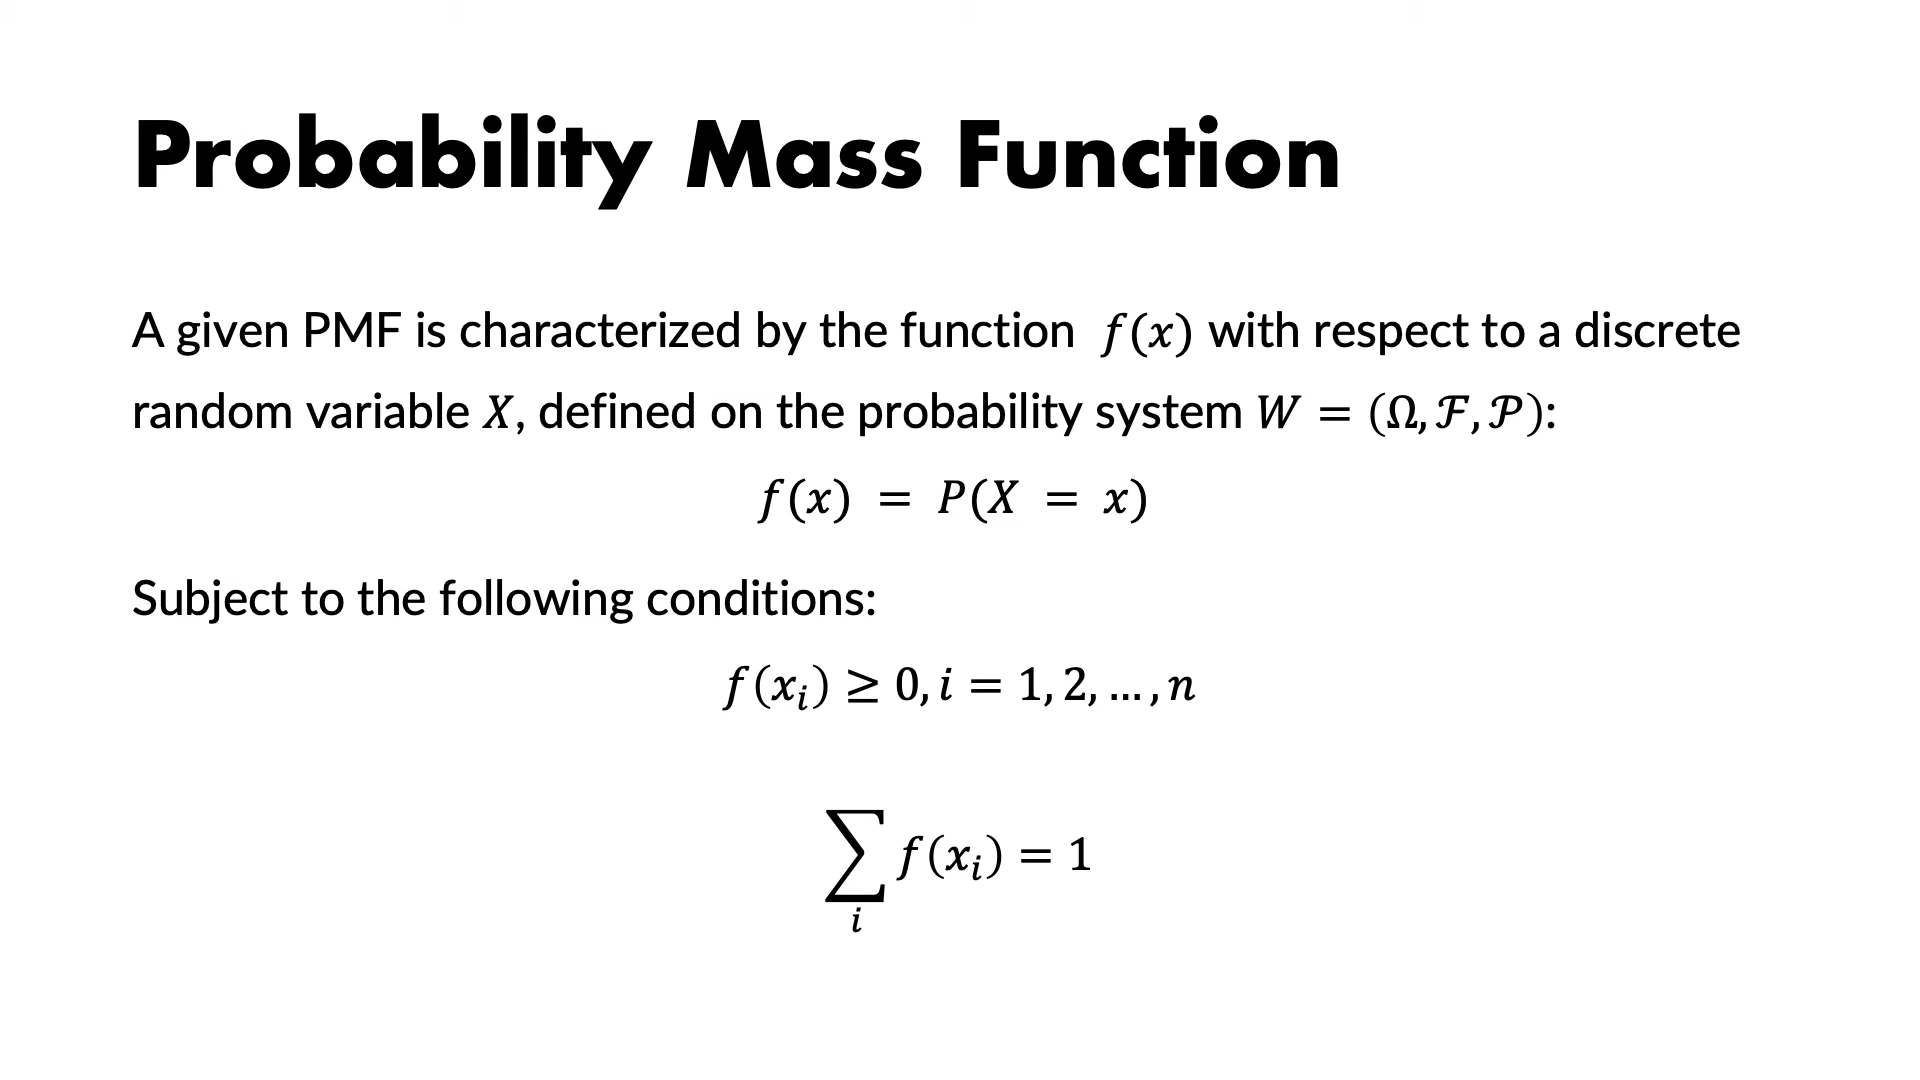 Probability Mass Function
A given PMF is characterized by the function f(x) with respect to a discrete
random variable X, defined on the probability system W = (Ω, ℱ, 𝒫):
f(x) = P(X = x)
Subject to the following conditions:
f(xᵢ) ≥ 0, i = 1, 2, … , n
∑ᵢ f(xᵢ) = 1